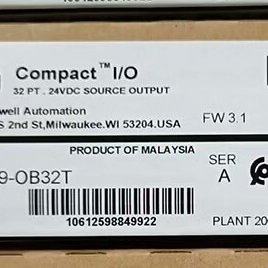 Compact™ I/O
32 PT . 24VDC SOURCE OUTPUT
well Automation
S 2nd St,Milwaukee.WI 53204.USA
FW 3.1
PRODUCT OF MALAYSIA
9-OB32T
SER
A
10612598849922
PLANT 20